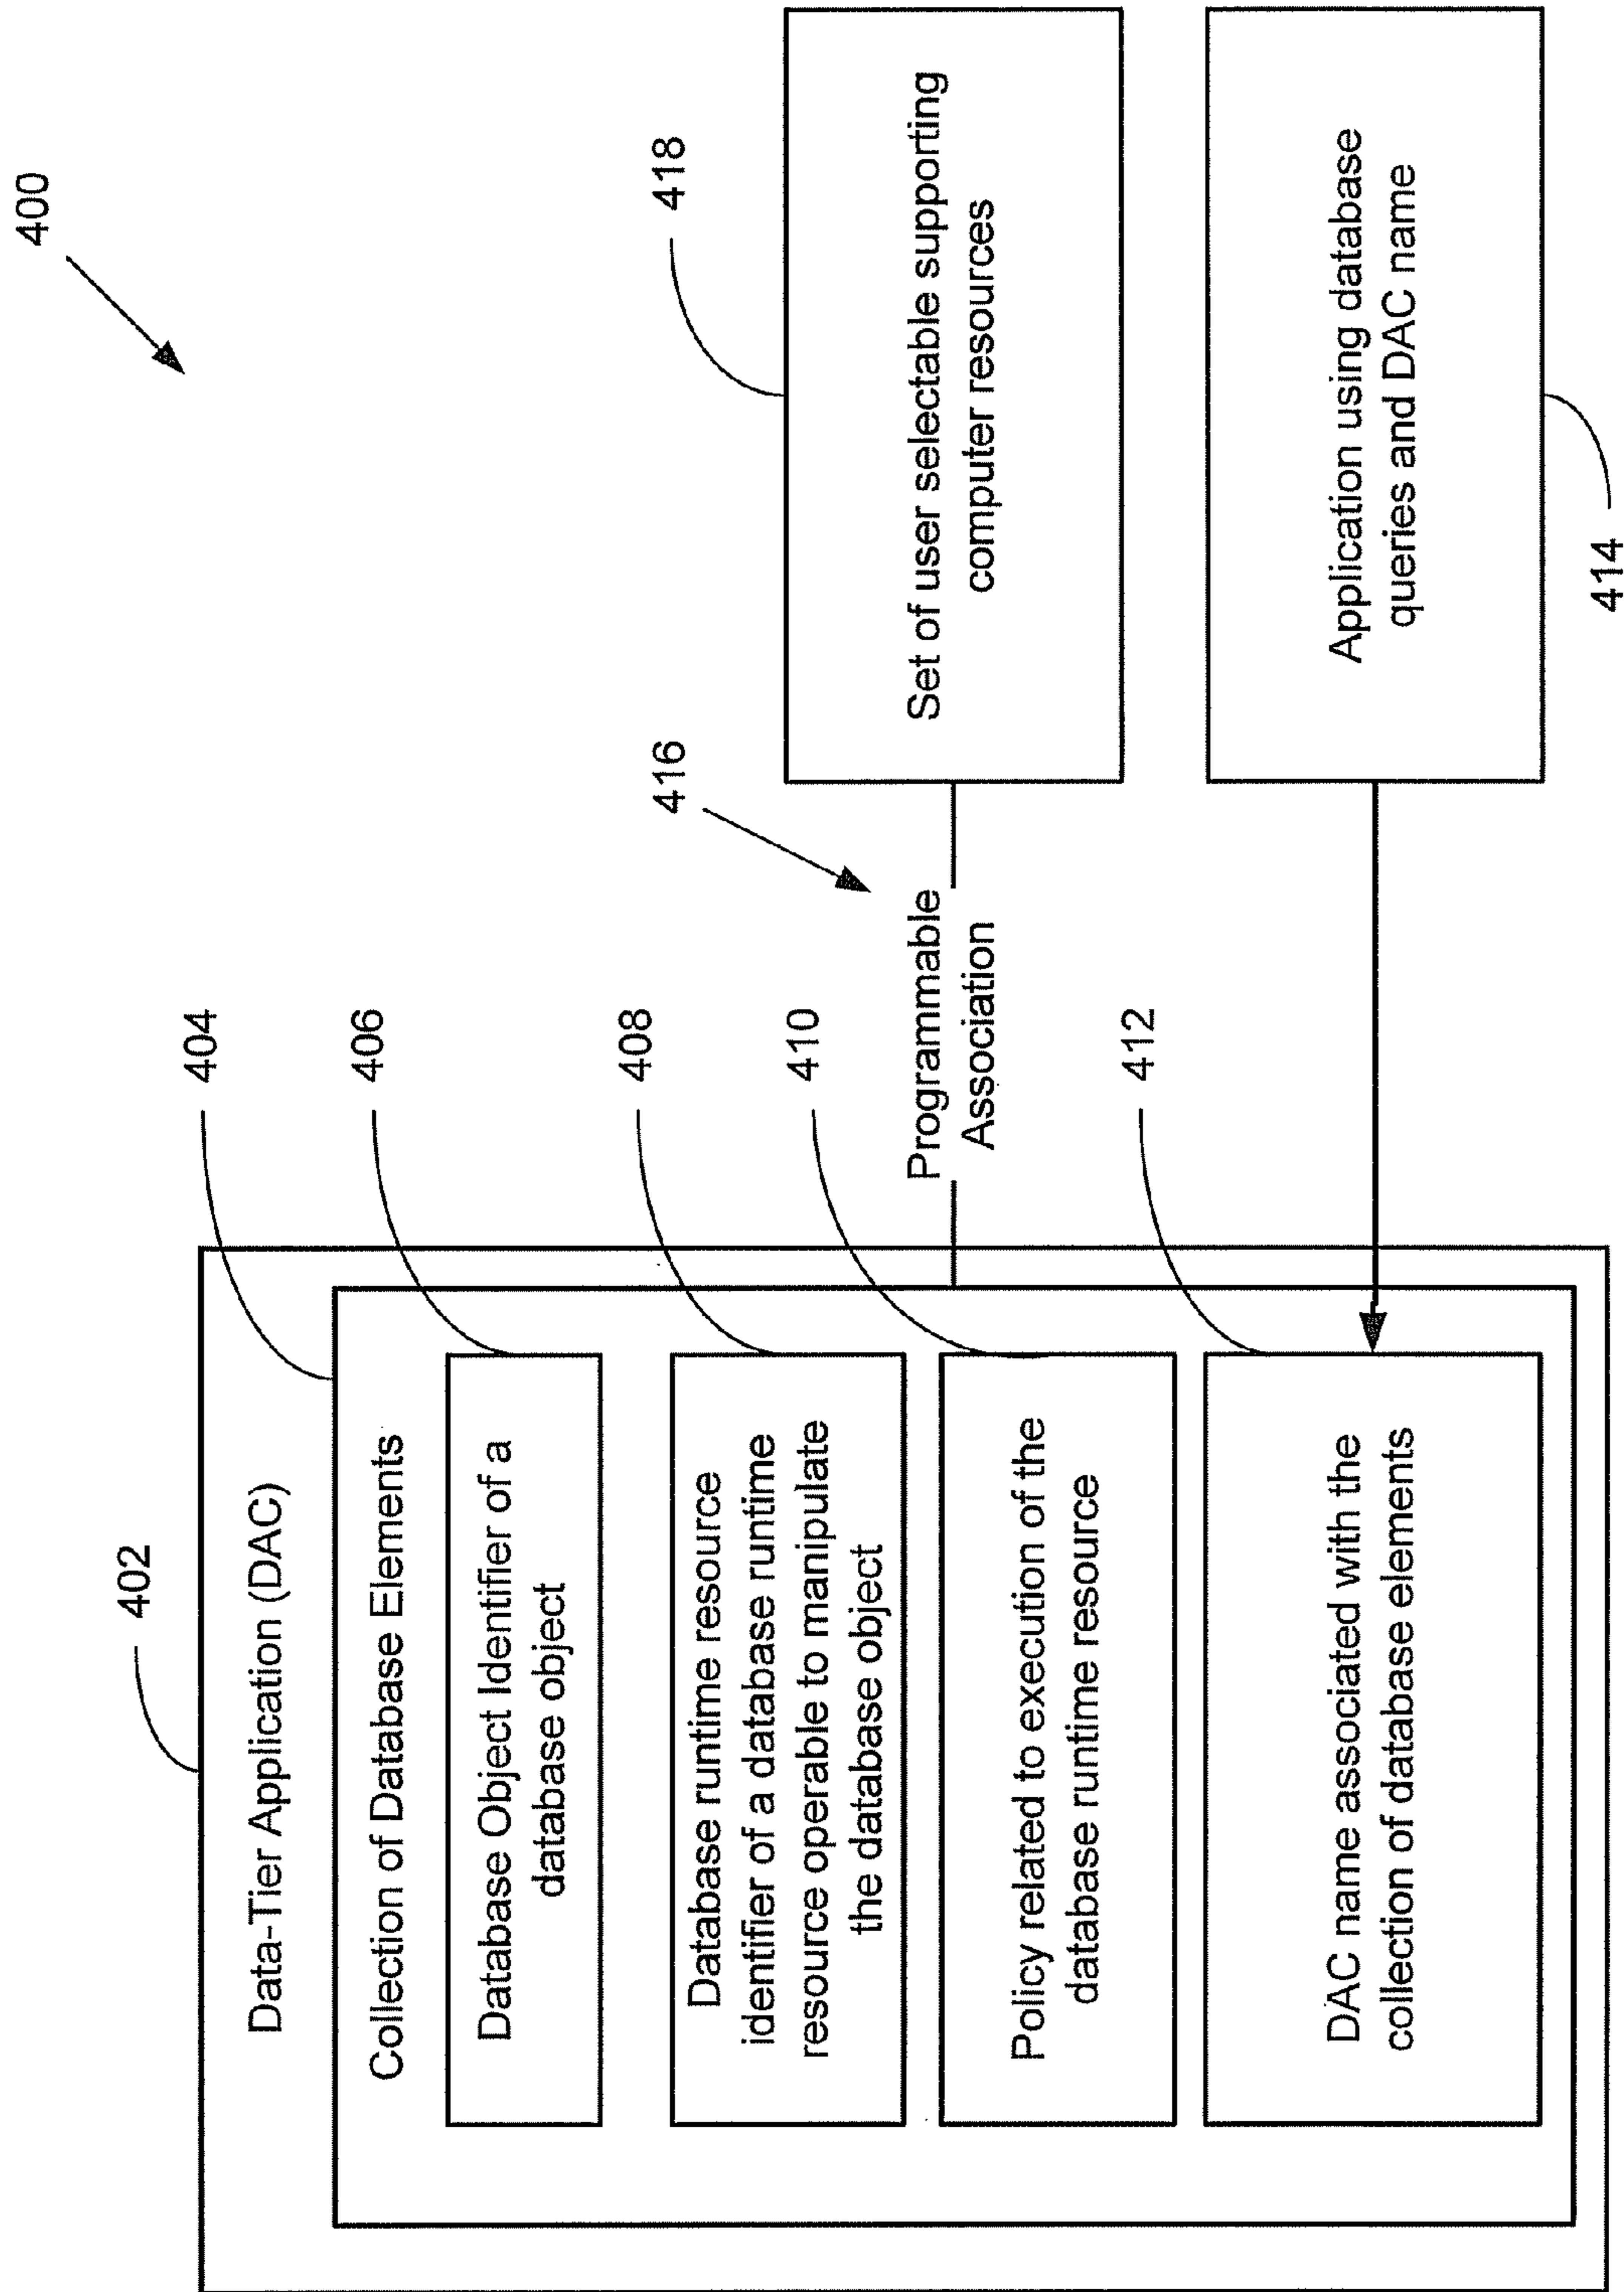 400
402
Data-Tier Application (DAC)
404
Collection of Database Elements
406
Database Object Identifier of a
database object
408
Database runtime resource
identifier of a database runtime
resource operable to manipulate
the database object
410
Policy related to execution of the
database runtime resource
412
DAC name associated with the
collection of database elements
416
Programmable
Association
418
Set of user selectable supporting
computer resources
Application using database
queries and DAC name
414